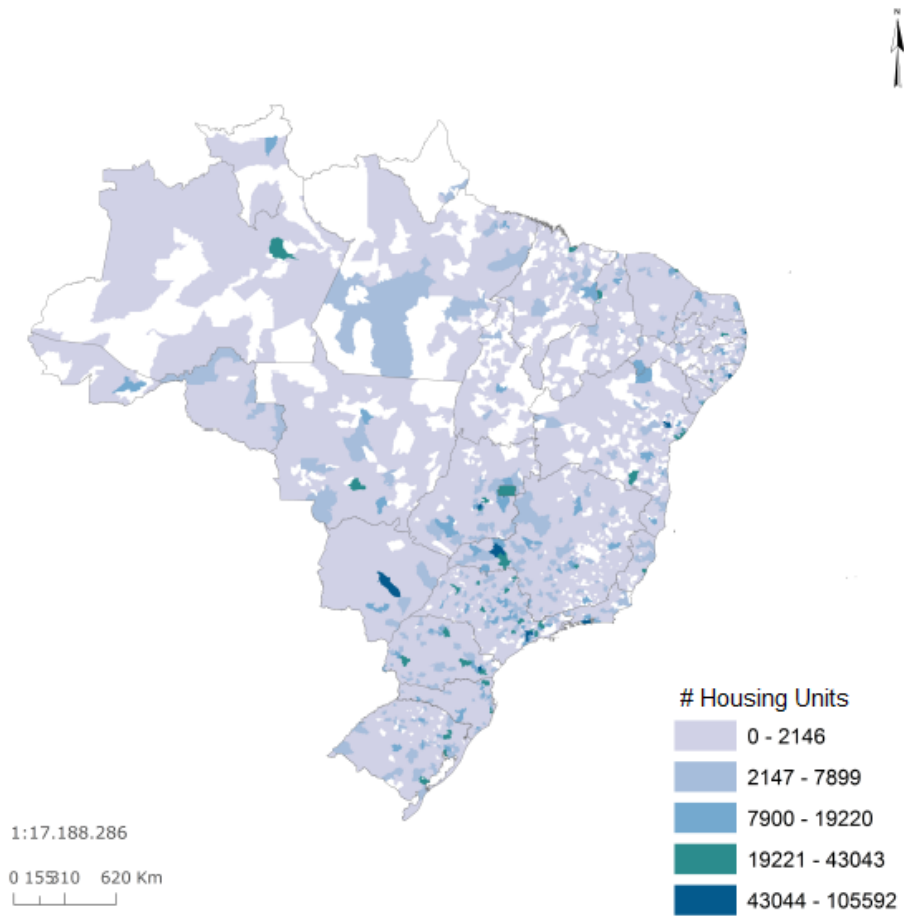 N
# Housing Units
0 - 2146
2147 - 7899
7900 - 19220
19221 - 43043
43044 - 105592
1:17.188.286
0 155310 620 Km